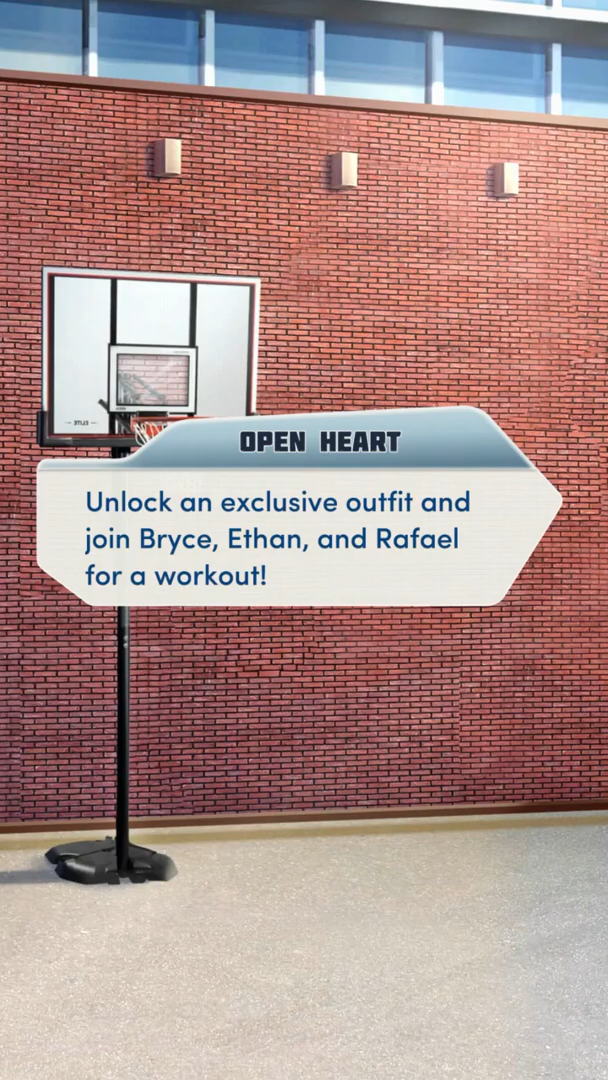 OPEN HEART
Unlock an exclusive outfit and
join Bryce, Ethan, and Rafael
for a workout!